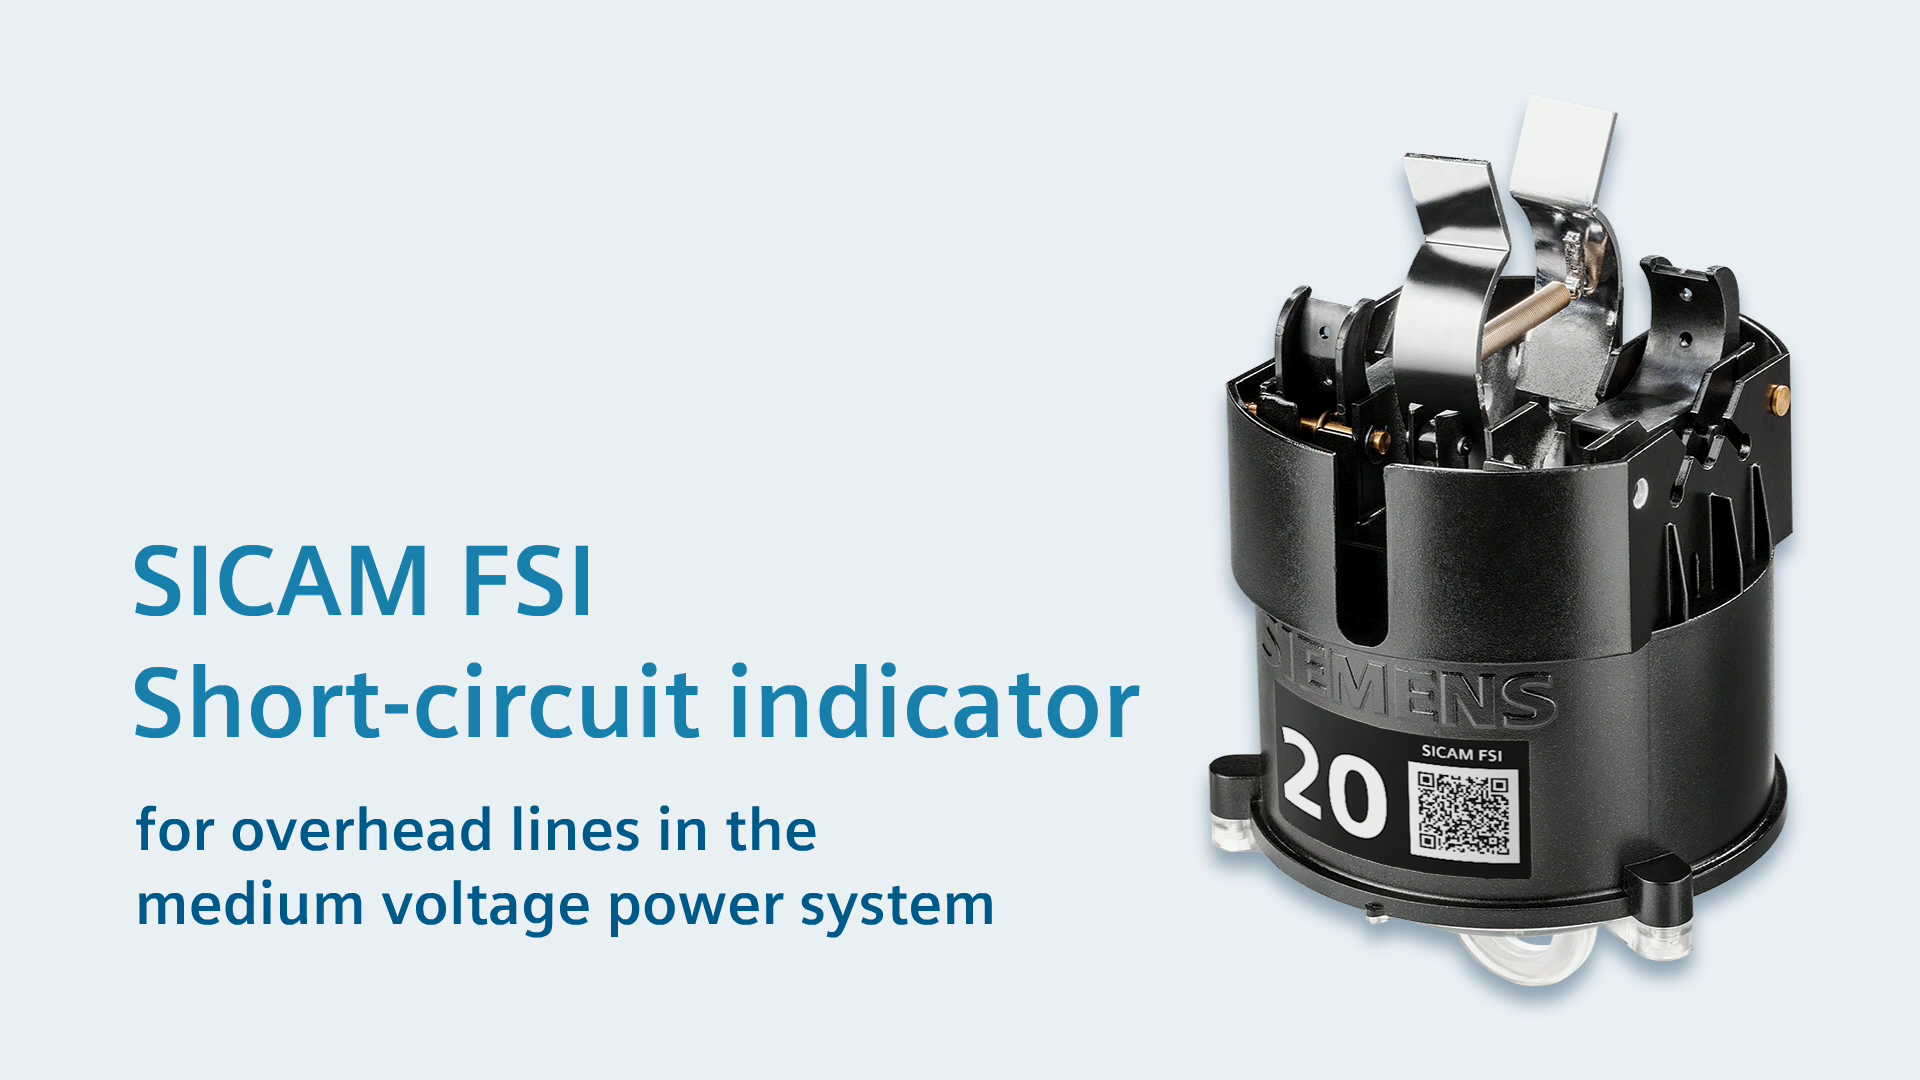 SICAM FSI
Short-circuit indicator
for overhead lines in the
medium voltage power system
SIEMENS
20
SICAM FSI